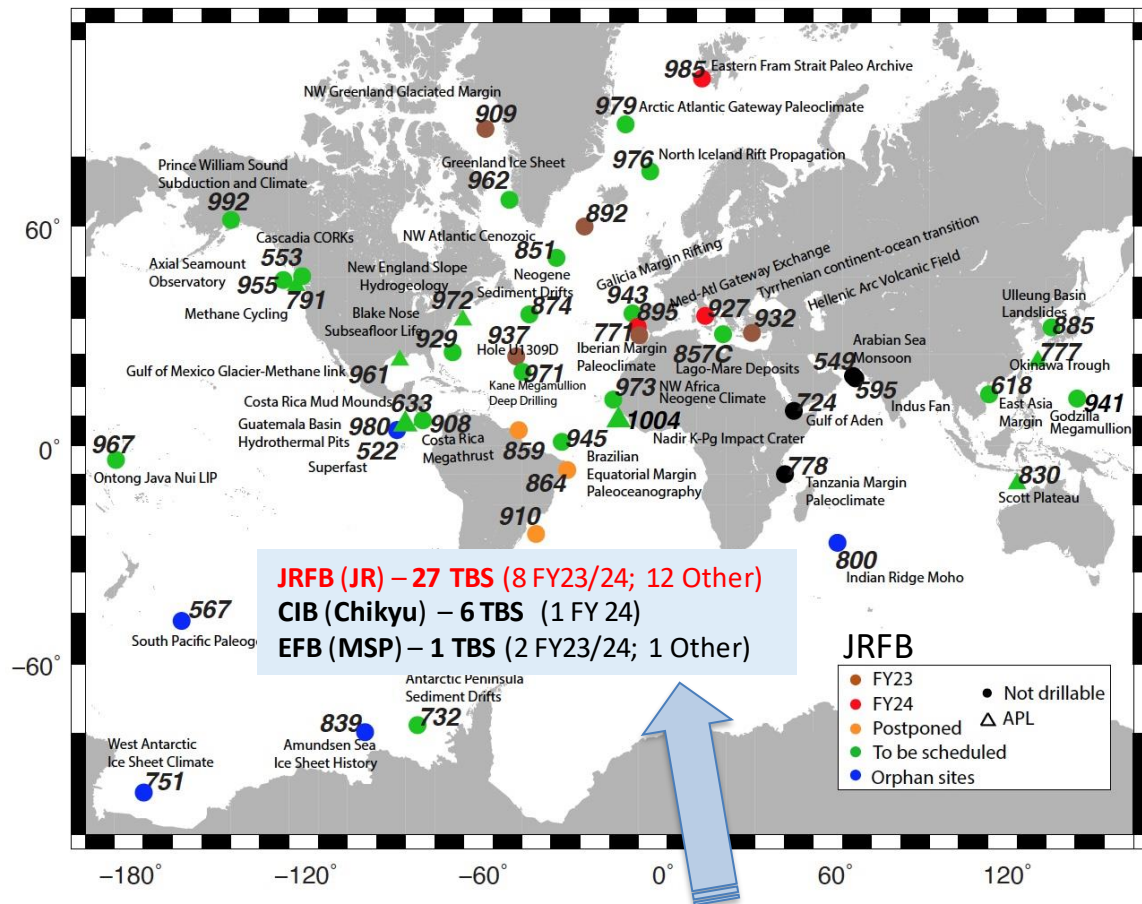 985
Eastern Fram Strait Paleo Archive
NW Greenland Glaciated Margin
909
979
Arctic Atlantic Gateway Paleoclimate
Prince William Sound
Subduction and Climate
992
Greenland Ice Sheet
962
976
North Iceland Rift Propagation
892
60°
Cascadia CORKs
553
NW Atlantic Cenozoic
851
Axial Seamount
Observatory
955
791
Methane Cycling
New England Slope
Hydrogeology
972
Neogene
Sediment Drifts
874
Galicia Margin Rifting
943
Med-Atl Gateway Exchange
Tyrrhenian continent-ocean transition
Hellenic Arc Volcanic Field
895
927
932
771
Iberian Margin
Paleoclimate
857C
Lago-Mare Deposits
Blake Nose
Subseafloor Life
929
937
Hole U1309D
971
Kane Megamullion
Deep Drilling
Gulf of Mexico Glacier-Methane link
961
Ulleung Basin
Landslides
885
777
Okinawa Trough
Arabian Sea
Monsoon
549
595
Indus Fan
618
East Asia
Margin
941
Godzilla
Megamullion
973
NW Africa
Neogene Climate
1004
Nadir K-Pg Impact Crater
724
Gulf of Aden
Costa Rica Mud Mounds
633
Guatemala Basin
Hydrothermal Pits
980
522
Superfast
908
Costa Rica
Megathrust
859
945
Brazilian
Equatorial Margin
Paleoceanography
864
967
0°
Ontong Java Nui LIP
778
Tanzania Margin
Paleoclimate
830
Scott Plateau
910
800
Indian Ridge Moho
JRFB (JR) – 27 TBS (8 FY23/24; 12 Other)
CIB (Chikyu) – 6 TBS (1 FY 24)
EFB (MSP) – 1 TBS (2 FY23/24; 1 Other)
567
South Pacific Paleog
−60°
Antarctic Peninsula
Sediment Drifts
732
839
Amundsen Sea
Ice Sheet History
West Antarctic
Ice Sheet Climate
751
JRFB
FY23
FY24
Postponed
To be scheduled
Orphan sites
Not drillable
APL
−180°
−120°
−60°
0°
60°
120°